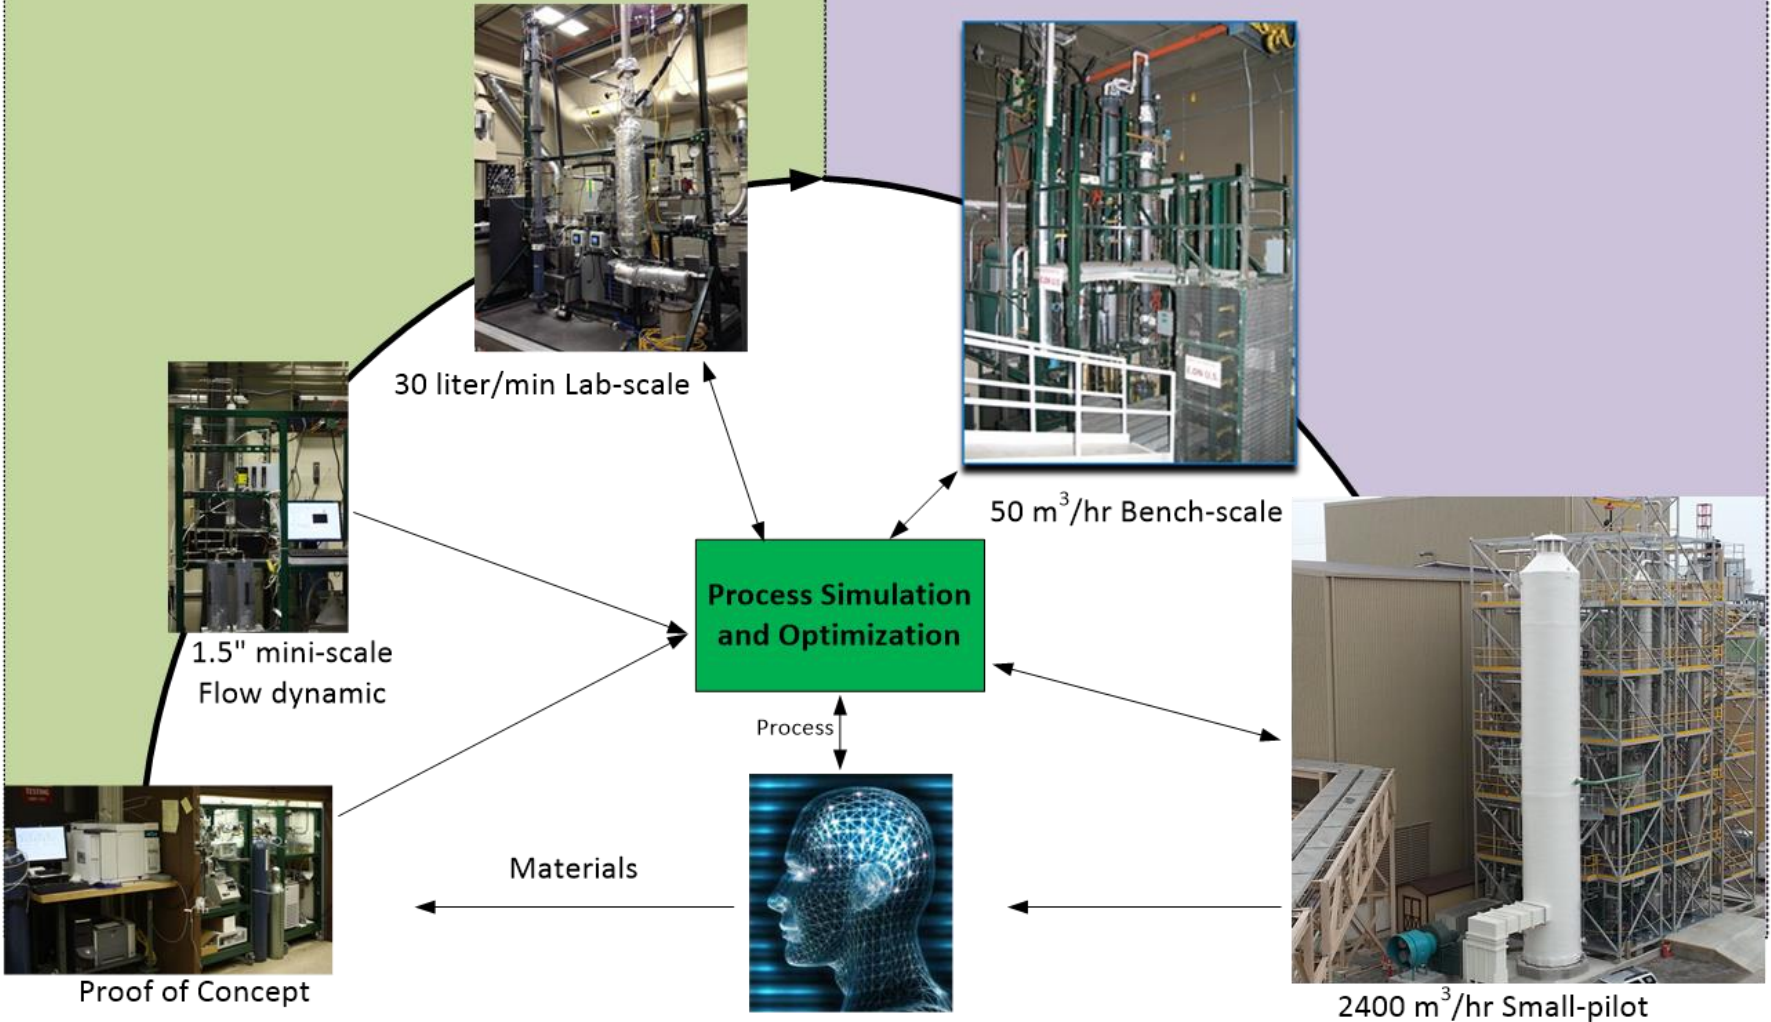 30 liter/min Lab-scale
50 m³/hr Bench-scale
1.5" mini-scale
Flow dynamic
Process Simulation
and Optimization
Process
Materials
TESTING
Proof of Concept
2400 m³/hr Small-pilot